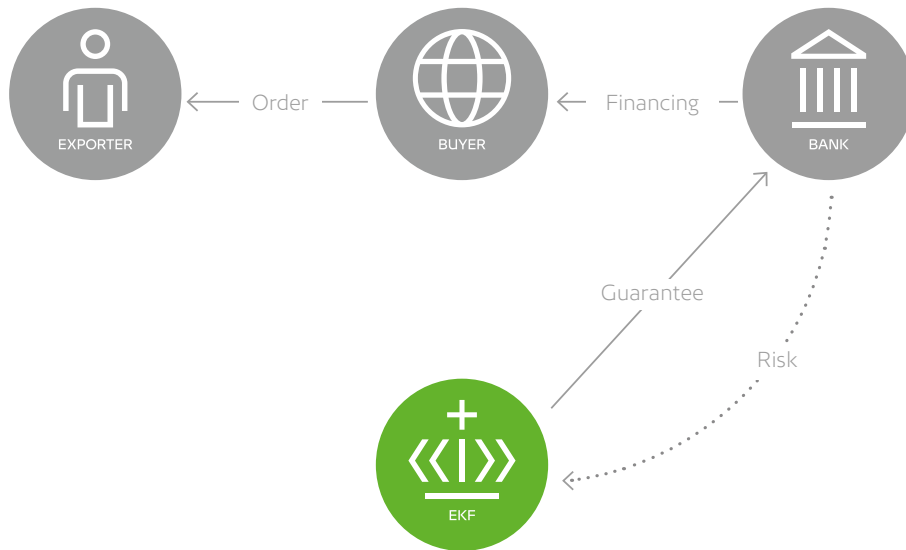 Order
Financing
EXPORTER
BUYER
BANK
Guarantee
Risk
EKF